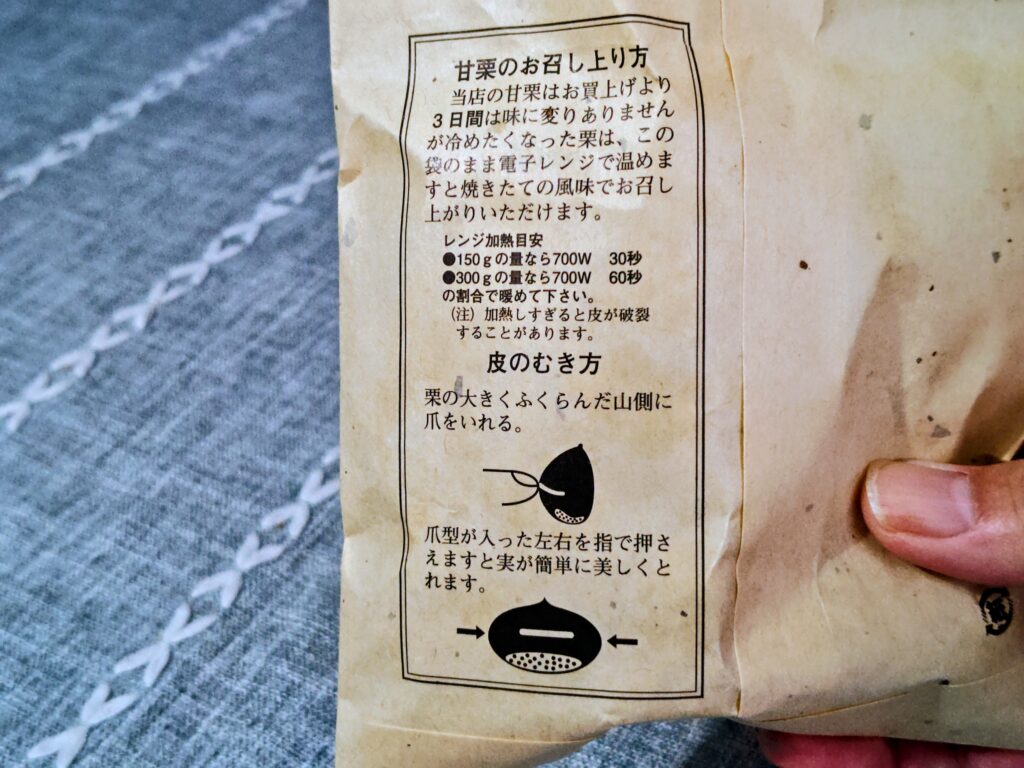 甘栗のお召し上り方
当店の甘栗はお買上げより
3日間は味に変りありません
が冷めたくなった栗は、この
袋のまま電子レンジで温めま
すと焼きたての風味でお召し
上がりいただけます。
レンジ加熱目安
●150gの量なら700W 30秒
●300gの量なら700W 60秒
の割合で暖めて下さい。
(注)加熱しすぎると皮が破裂
することがあります。
皮のむき方
栗の大きくふくらんだ山側に
爪をいれる。
爪型が入った左右を指で押さ
えますと実が簡単に美しくと
れます。